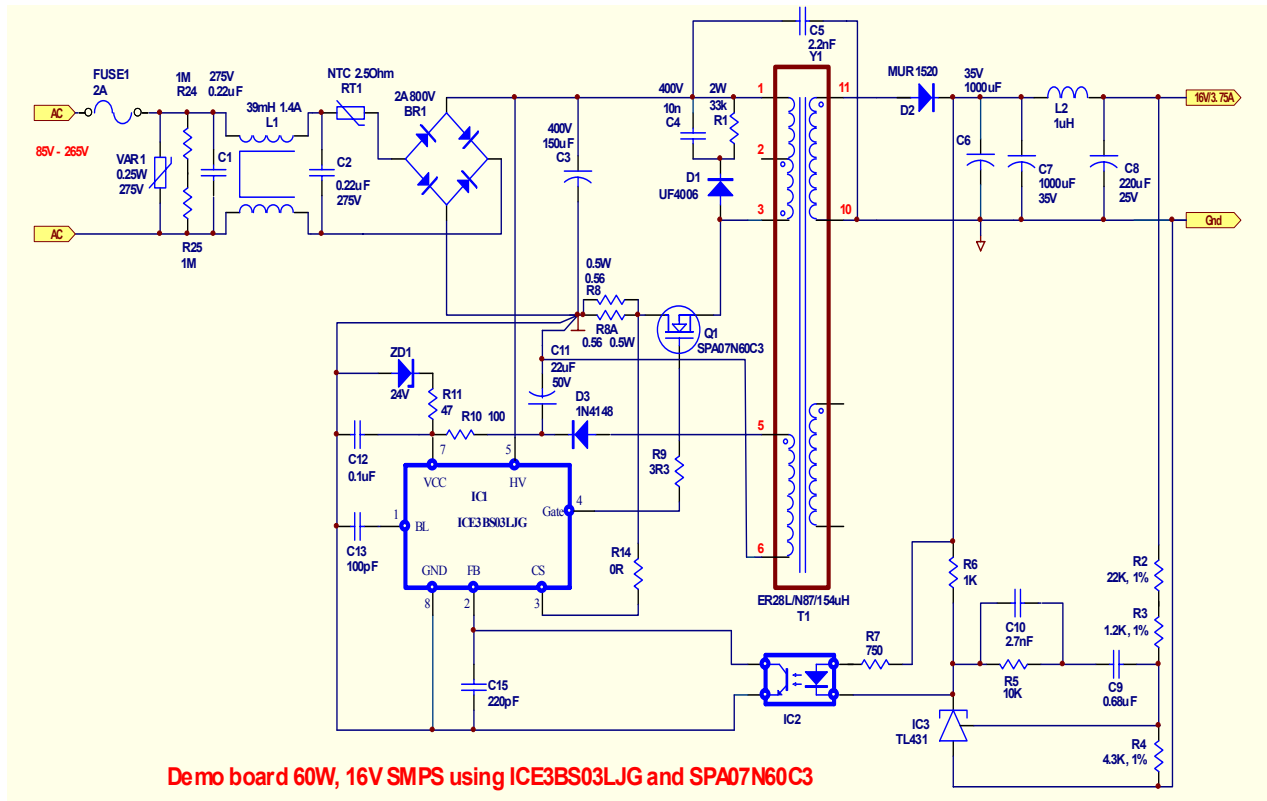 C5
2.2nF
Y1
FUSE1
2A
1M
R24
275V
0.22uF
39mH 1.4A
L1
NTC 2.5Ohm
RT1
2A 800V
BR1
400V
150uF
C3
400V
10n
C4
2W
33k
R1
1
2
3
11
10
MUR1520
D2
35V
1000uF
C6
L2
1uH
16V/3.75A
AC
85V - 265V
AC
VAR1
0.25W
275V
C1
C2
0.22uF
275V
R25
1M
D1
UF4006
C7
1000uF
35V
C8
220uF
25V
Gnd
0.5W
0.56
R8
R8A
0.56 0.5W
Q1
SPA07N60C3
ZD1
24V
R11
47
C11
22uF
50V
R10 100
D3
1N4148
5
6
C12
0.1uF
7
VCC
5
HV
IC1
ICE3BS03LJG
Gate
4
1
BL
GND
8
FB
2
CS
3
R9
3R3
C13
100pF
R14
0R
ER28L/N87/154uH
T1
C15
220pF
IC2
R7
750
R6
1K
C10
2.7nF
R5
10K
C9
0.68uF
R2
22K, 1%
R3
1.2K, 1%
IC3
TL431
R4
4.3K, 1%
Demo board 60W, 16V SMPS using ICE3BS03LJG and SPA07N60C3